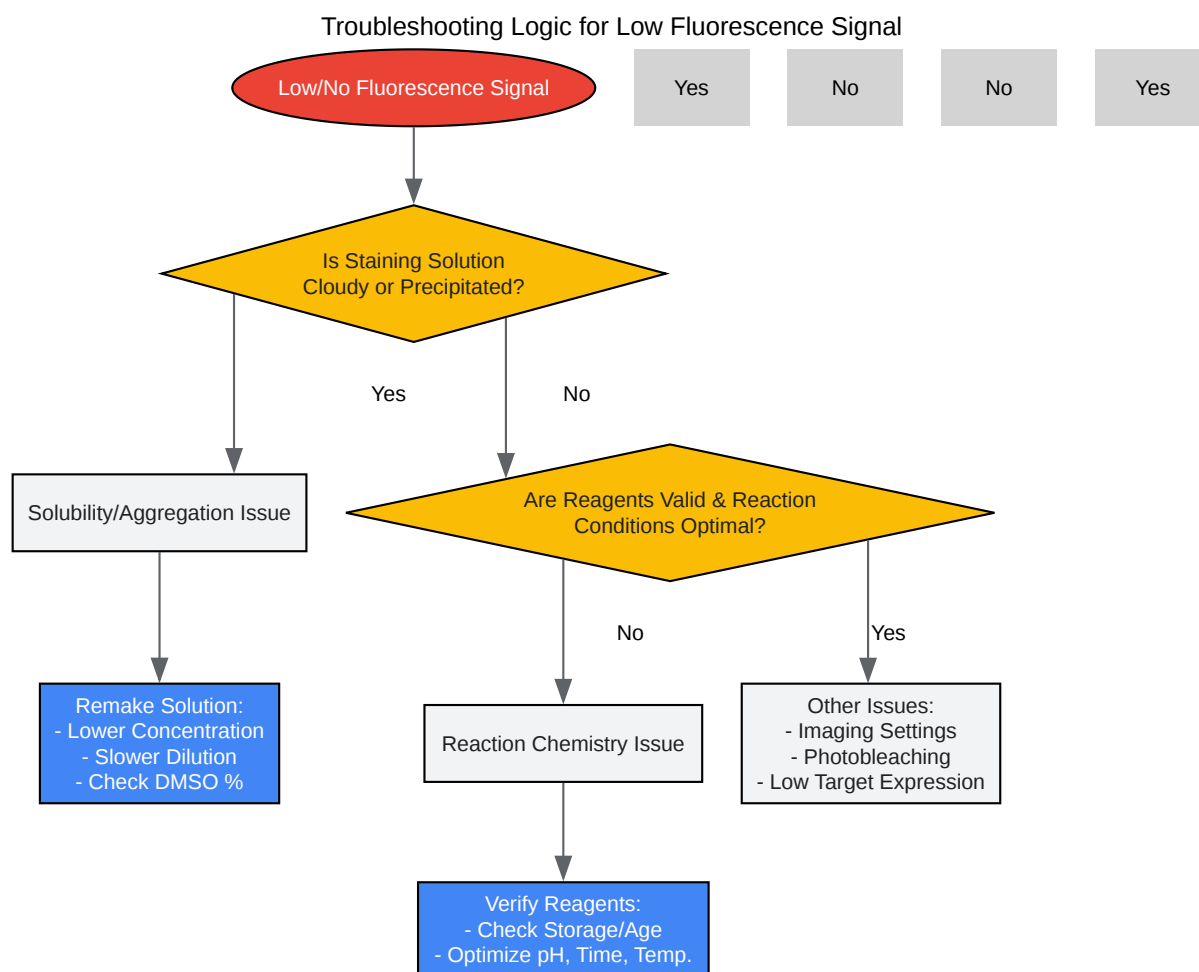 Troubleshooting Logic for Low Fluorescence Signal
Low/No Fluorescence Signal
Yes
No
No
Yes
Is Staining Solution
Cloudy or Precipitated?
Yes
No
Solubility/Aggregation Issue
Are Reagents Valid & Reaction
Conditions Optimal?
No
Yes
Remake Solution:
- Lower Concentration
- Slower Dilution
- Check DMSO %
Reaction Chemistry Issue
Other Issues:
- Imaging Settings
- Photobleaching
- Low Target Expression
Verify Reagents:
- Check Storage/Age
- Optimize pH, Time, Temp.